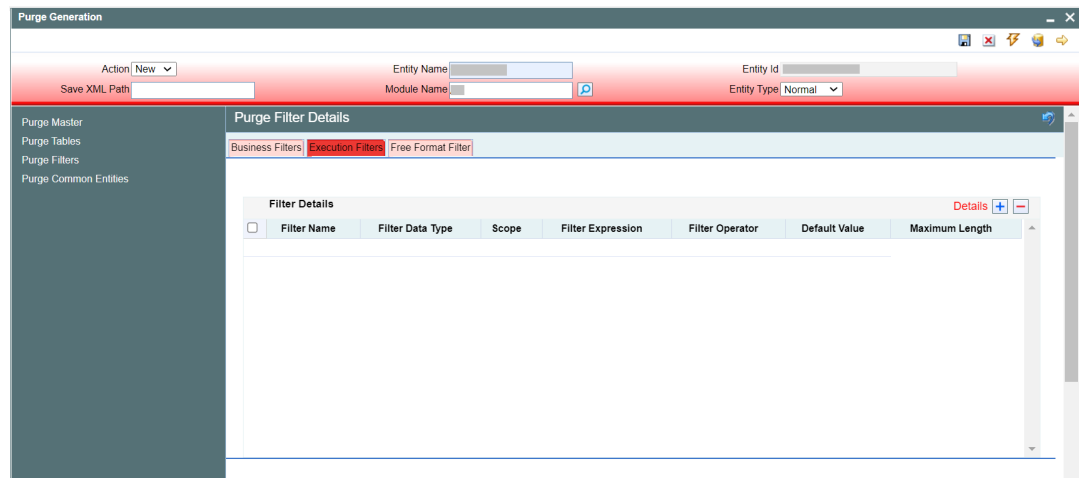 Purge Generation
Action New Entity Name Entity Id
Save XML Path Module Name Entity Type Normal
Purge Master
Purge Tables
Purge Filters
Purge Common Entities
Purge Filter Details
Business Filters Execution Filters Free Format Filter
Filter Details Details
Filter Name Filter Data Type Scope Filter Expression Filter Operator Default Value Maximum Length